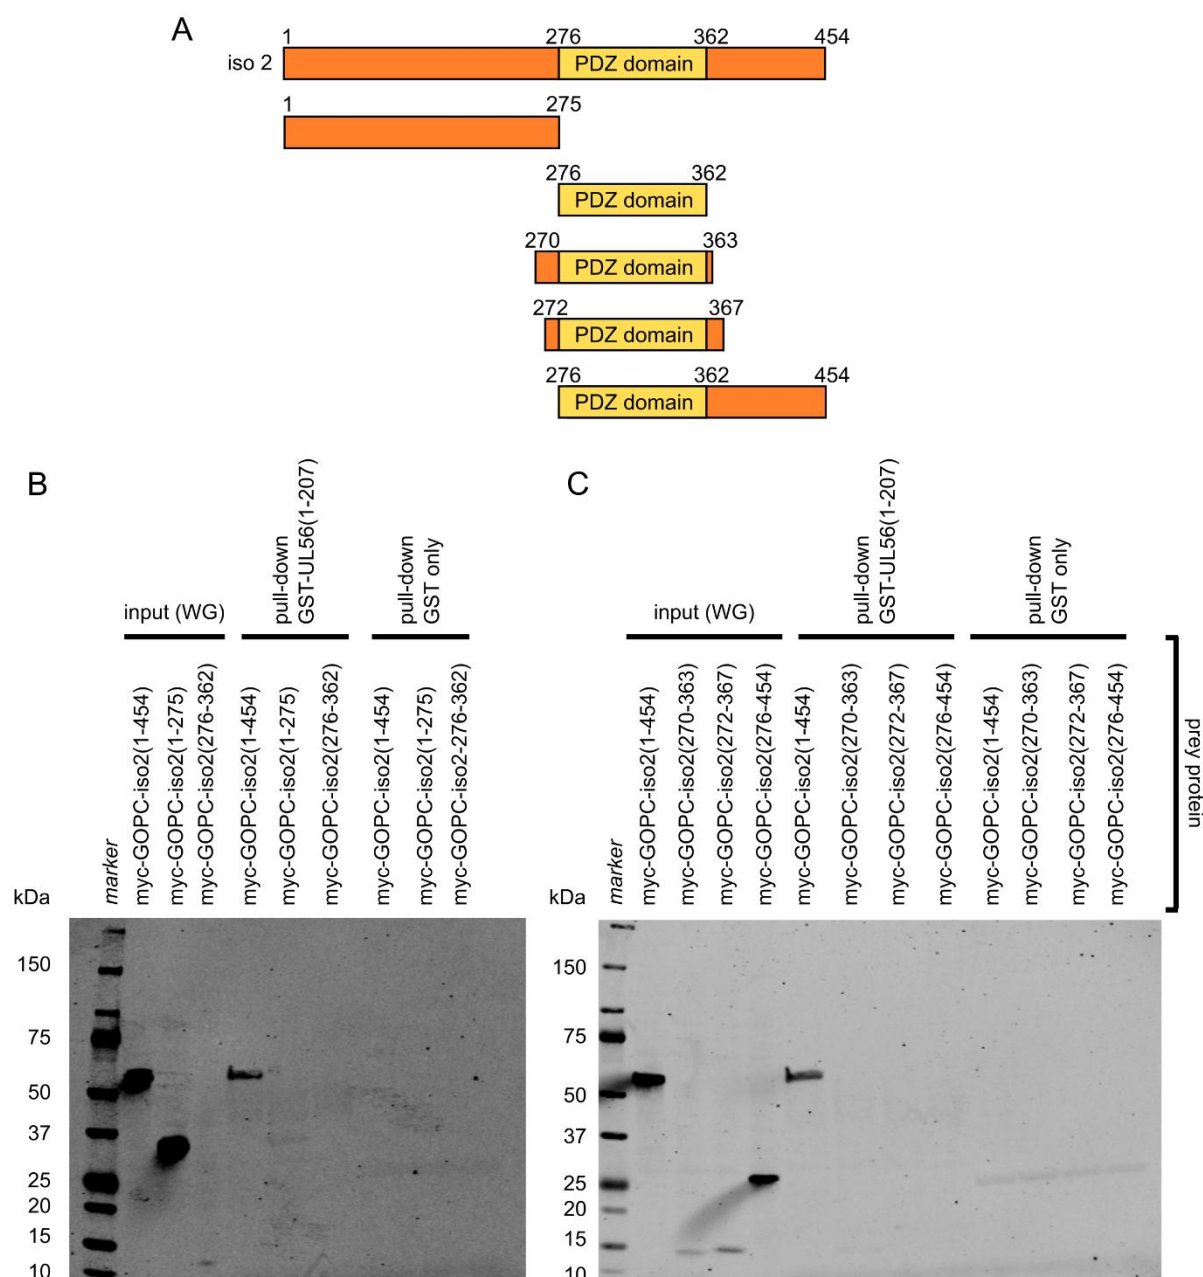 A
1 276 362 454
iso 2 PDZ domain
1 275
276 362
PDZ domain
270 363
PDZ domain
272 367
PDZ domain
276 362 454
PDZ domain
B
input (WG)
pull-down
GST-UL56(1-207)
pull-down
GST only
kDa
marker
myc-GOPC-iso2(1-454)
myc-GOPC-iso2(1-275)
myc-GOPC-iso2(276-362)
myc-GOPC-iso2(1-454)
myc-GOPC-iso2(1-275)
myc-GOPC-iso2(276-362)
myc-GOPC-iso2(1-454)
myc-GOPC-iso2(1-275)
myc-GOPC-iso2-276-362)
150
75
50
37
25
20
15
10
C
input (WG)
pull-down
GST-UL56(1-207)
pull-down
GST only
kDa
marker
myc-GOPC-iso2(1-454)
myc-GOPC-iso2(270-363)
myc-GOPC-iso2(272-367)
myc-GOPC-iso2(276-454)
myc-GOPC-iso2(1-454)
myc-GOPC-iso2(270-363)
myc-GOPC-iso2(272-367)
myc-GOPC-iso2(276-454)
myc-GOPC-iso2(1-454)
myc-GOPC-iso2(270-363)
myc-GOPC-iso2(272-367)
myc-GOPC-iso2(276-454)
prey protein
150
75
50
37
25
20
15
10